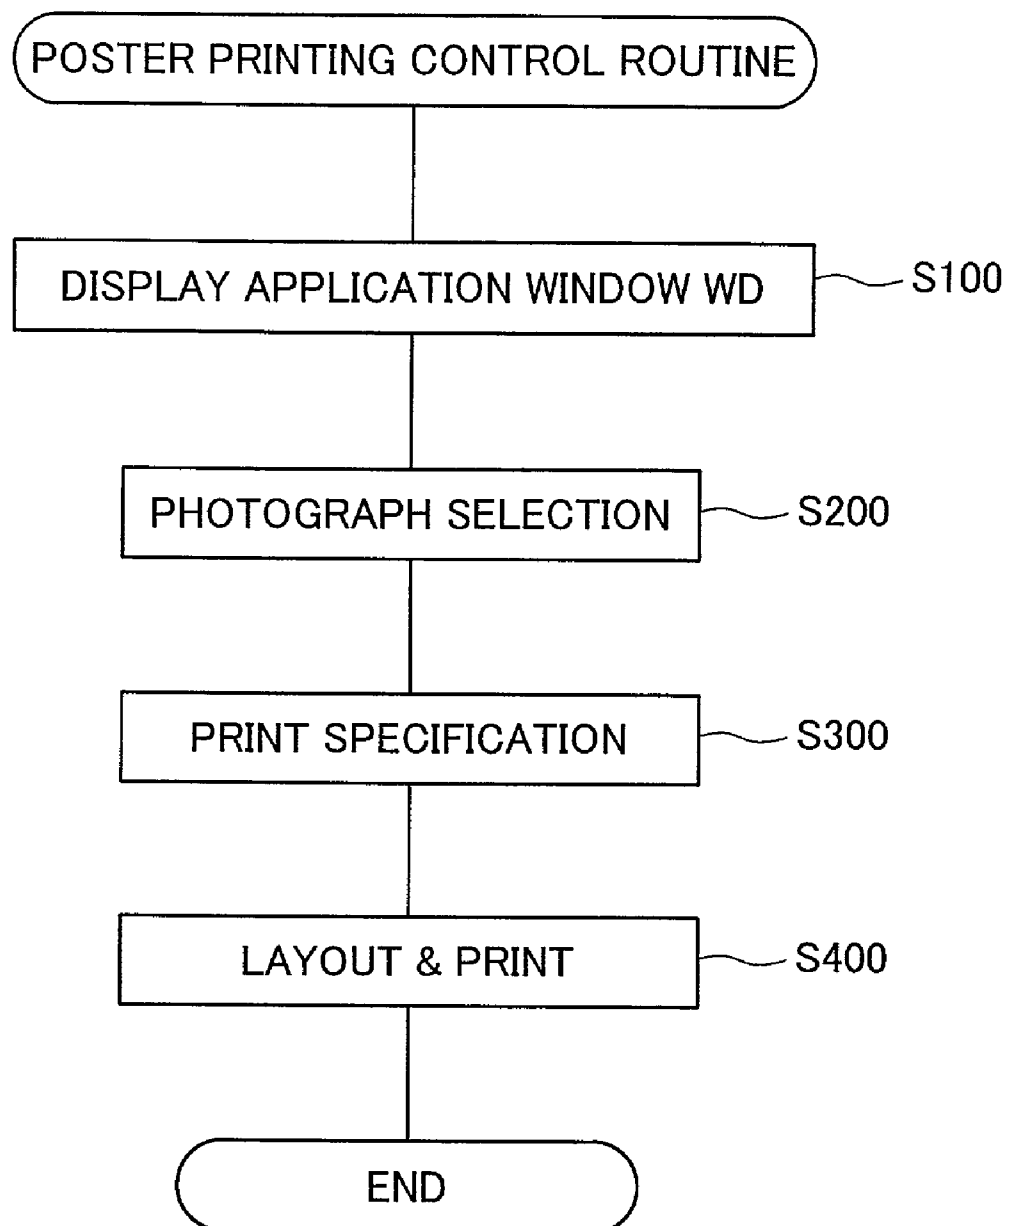 POSTER PRINTING CONTROL ROUTINE
DISPLAY APPLICATION WINDOW WD
S100
PHOTOGRAPH SELECTION
S200
PRINT SPECIFICATION
S300
LAYOUT & PRINT
S400
END